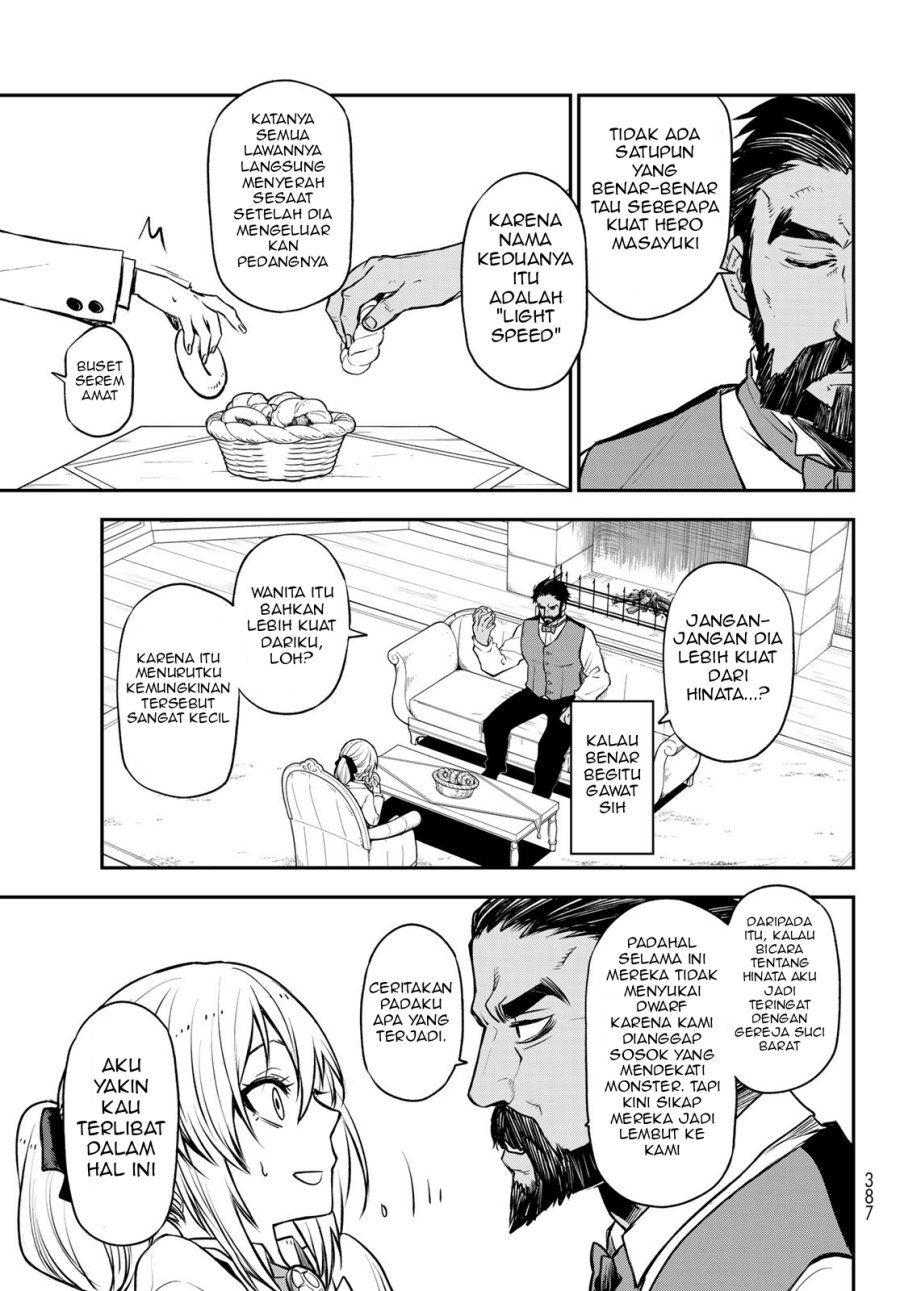 TIDAK ADA
SATUPUN
YANG
BENAR-BENAR
TAU SEBERAPA
KUAT HERO
MASAYUKI
KARENA
NAMA
KEDUANYA
ITU
ADALAH
"LIGHT
SPEED"
KATANYA
SEMUA
LAWANNYA
LANGSUNG
MENYERAH
SESAAT
SETELAH DIA
MENGELUAR
KAN
PEDANGNYA
BUSET
SEREM
AMAT
JANGAN-
JANGAN DIA
LEBIH KUAT
DARI
HINATA...?
KALAU
BENAR
BEGITU
GAWAT
SIH
WANITA ITU
BAHKAN
LEBIH KUAT
DARIKU,
LOH?
KARENA ITU
MENURUTKU
KEMUNGKINAN
TERSEBUT
SANGAT KECIL
DARIPADA
ITU, KALAU
BICARA
TENTANG
HINATA AKU
JADI
TERINGAT
DENGAN
GEREJA SUCI
BARAT
PADAHAL
SELAMA INI
MEREKA TIDAK
MENYUKAI
DWARF
KARENA KAMI
DIANGGAP
SOSOK YANG
MENDEKATI
MONSTER. TAPI
KINI SIKAP
MEREKA JADI
LEMBUT KE
KAMI
CERITAKAN
PADAKU
APA YANG
TERJADI.
AKU
YAKIN
KAU
TERLIBAT
DALAM
HAL INI
387